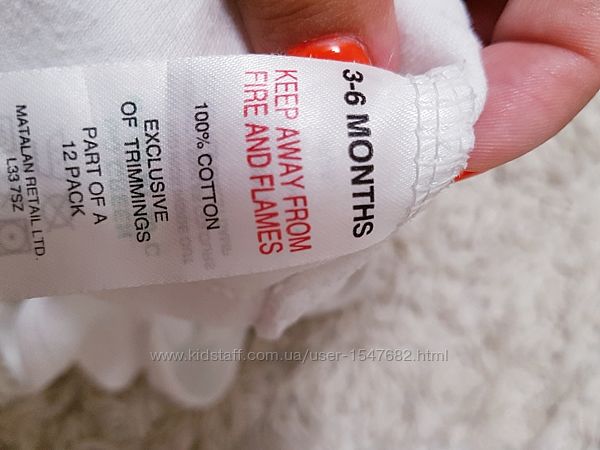 3-6 MONTHS
KEEP AWAY FROM
FIRE AND FLAMES
100% COTTON
EXCLUSIVE
OF TRIMMINGS
PART OF A
12 PACK
MATALAN RETAIL LTD.
L33 7SZ
www.kidstaff.com.ua/user-1547682.html